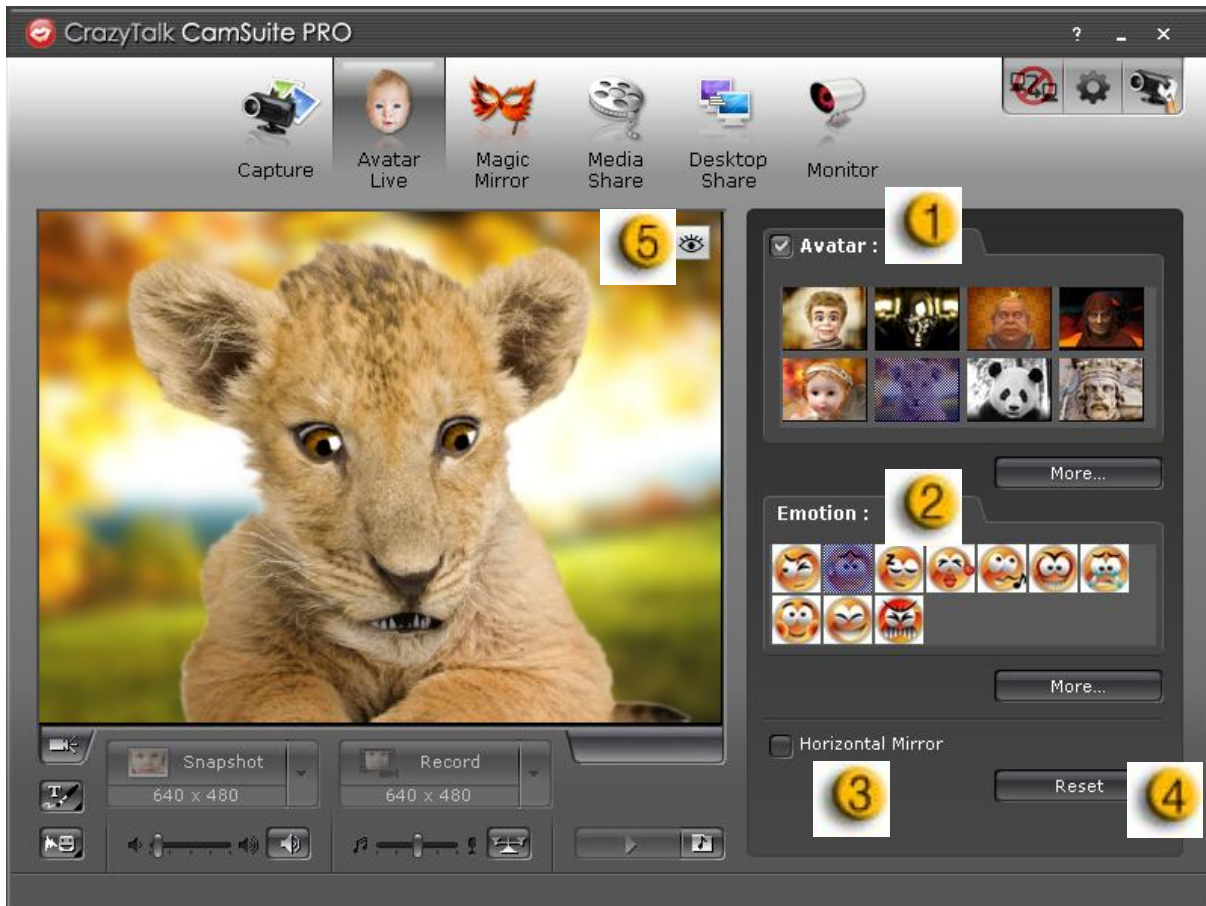 CrazyTalk CamSuite PRO
?
Capture
Avatar
Live
Magic
Mirror
Media
Share
Desktop
Share
Monitor
5
1
Avatar :
More...
2
Emotion :
More...
Horizontal Mirror
3
Reset
4
Snapshot
640 x 480
Record
640 x 480